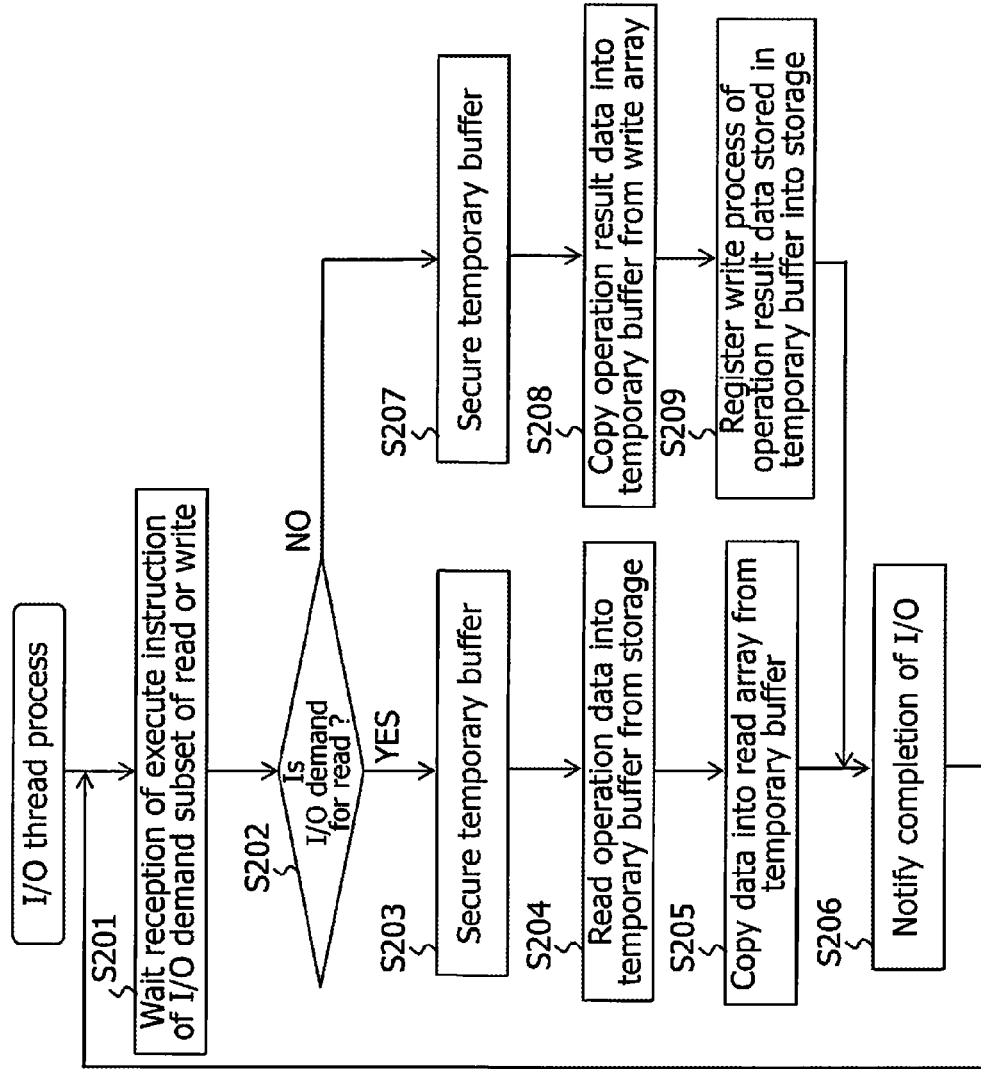 I/O thread process
S201
Wait reception of execute instruction
of I/O demand subset of read or write
S202
Is
I/O demand
for read ?
YES
NO
S203
Secure temporary buffer
S204
Read operation data into
temporary buffer from storage
S205
Copy data into read array from
temporary buffer
S206
Notify completion of I/O
S207
Secure temporary buffer
S208
Copy operation result data into
temporary buffer from write array
S209
Register write process of
operation result data stored in
temporary buffer into storage